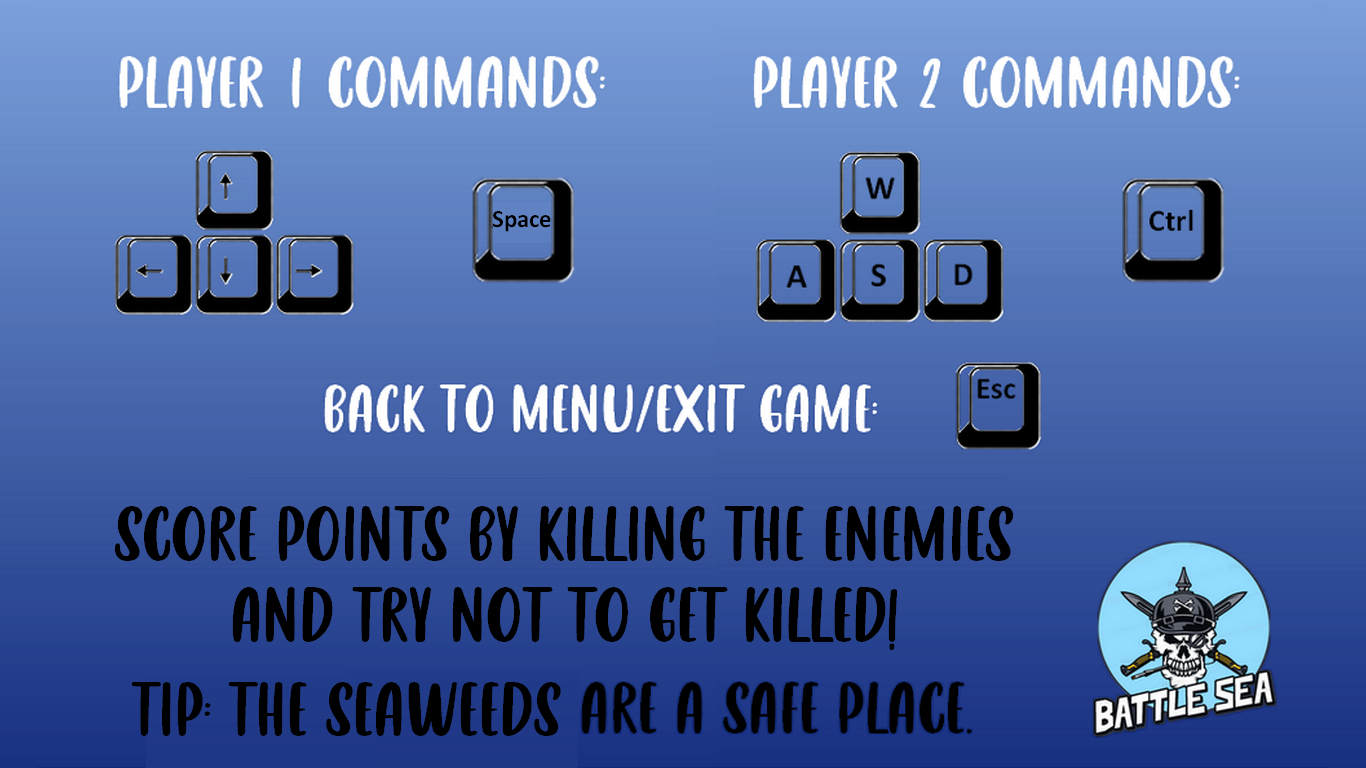 PLAYER 1 COMMANDS:
PLAYER 2 COMMANDS:
↑
← ↓ →
Space
W
A S D
Ctrl
BACK TO MENU/EXIT GAME:
Esc
SCORE POINTS BY KILLING THE ENEMIES
AND TRY NOT TO GET KILLED!
TIP: THE SEAWEEDS ARE A SAFE PLACE.
BATTLE SEA